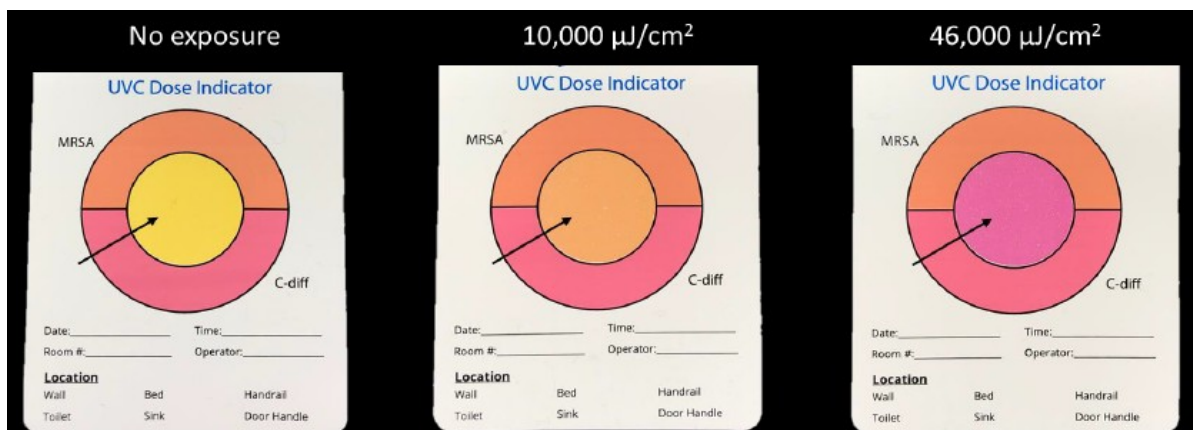 No exposure
10,000 µJ/cm²
46,000 µJ/cm²
UVC Dose Indicator
MRSA
C-diff
Date:
Time:
Room #:
Operator:
Location
Wall
Bed
Handrail
Toilet
Sink
Door Handle
UVC Dose Indicator
MRSA
C-diff
Date:
Time:
Room #:
Operator:
Location
Wall
Bed
Handrail
Toilet
Sink
Door Handle
UVC Dose Indicator
MRSA
C-diff
Date:
Time:
Room #:
Operator:
Location
Wall
Bed
Handrail
Toilet
Sink
Door Handle